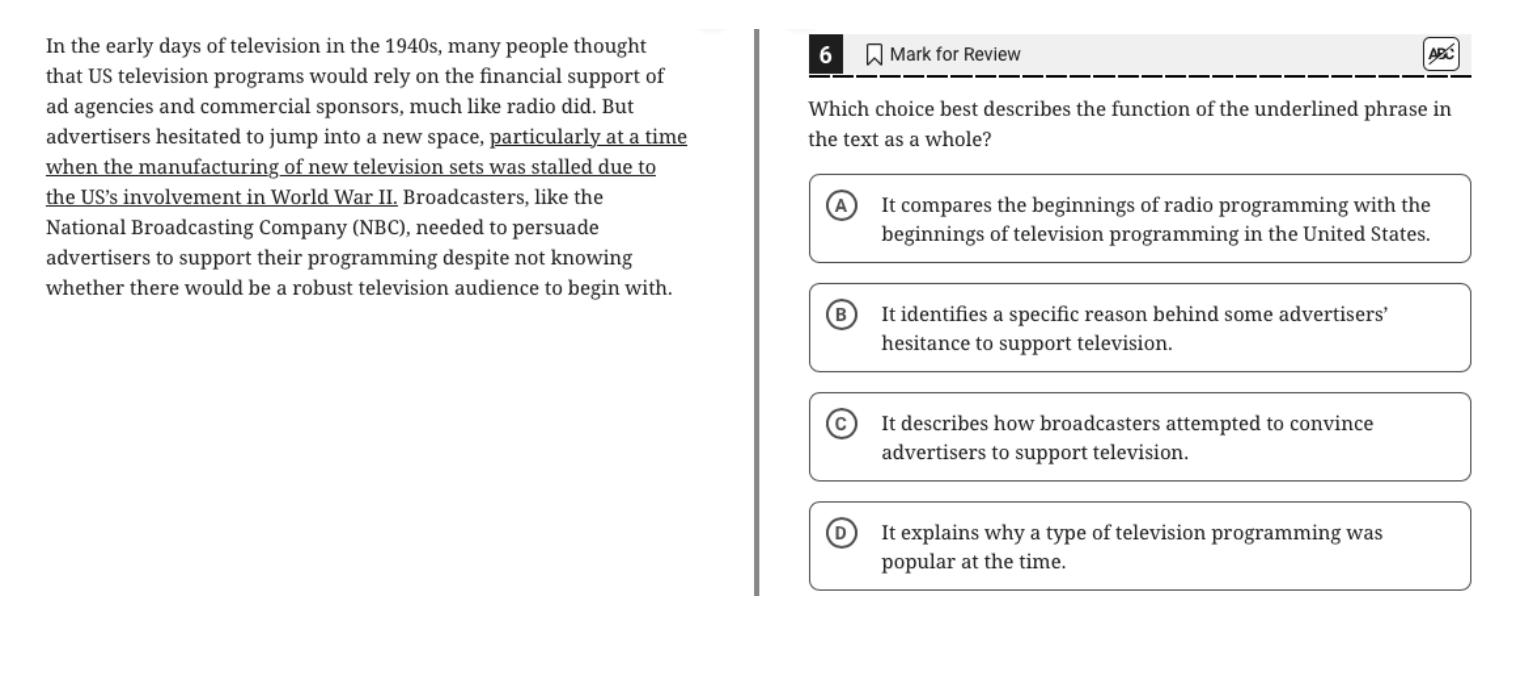 In the early days of television in the 1940s, many people thought
that US television programs would rely on the financial support of
ad agencies and commercial sponsors, much like radio did. But
advertisers hesitated to jump into a new space, particularly at a time
when the manufacturing of new television sets was stalled due to
the US’s involvement in World War II. Broadcasters, like the
National Broadcasting Company (NBC), needed to persuade
advertisers to support their programming despite not knowing
whether there would be a robust television audience to begin with.
6 Mark for Review ABC
Which choice best describes the function of the underlined phrase in
the text as a whole?
A It compares the beginnings of radio programming with the
beginnings of television programming in the United States.
B It identifies a specific reason behind some advertisers’
hesitance to support television.
C It describes how broadcasters attempted to convince
advertisers to support television.
D It explains why a type of television programming was
popular at the time.